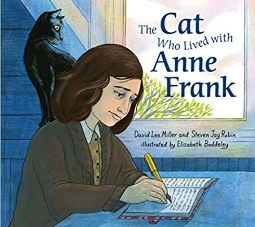 The
Cat
Who Lived with
Anne
Frank
David Lee Miller and Steven Jay Rubin
illustrated by Elizabeth Baddeley